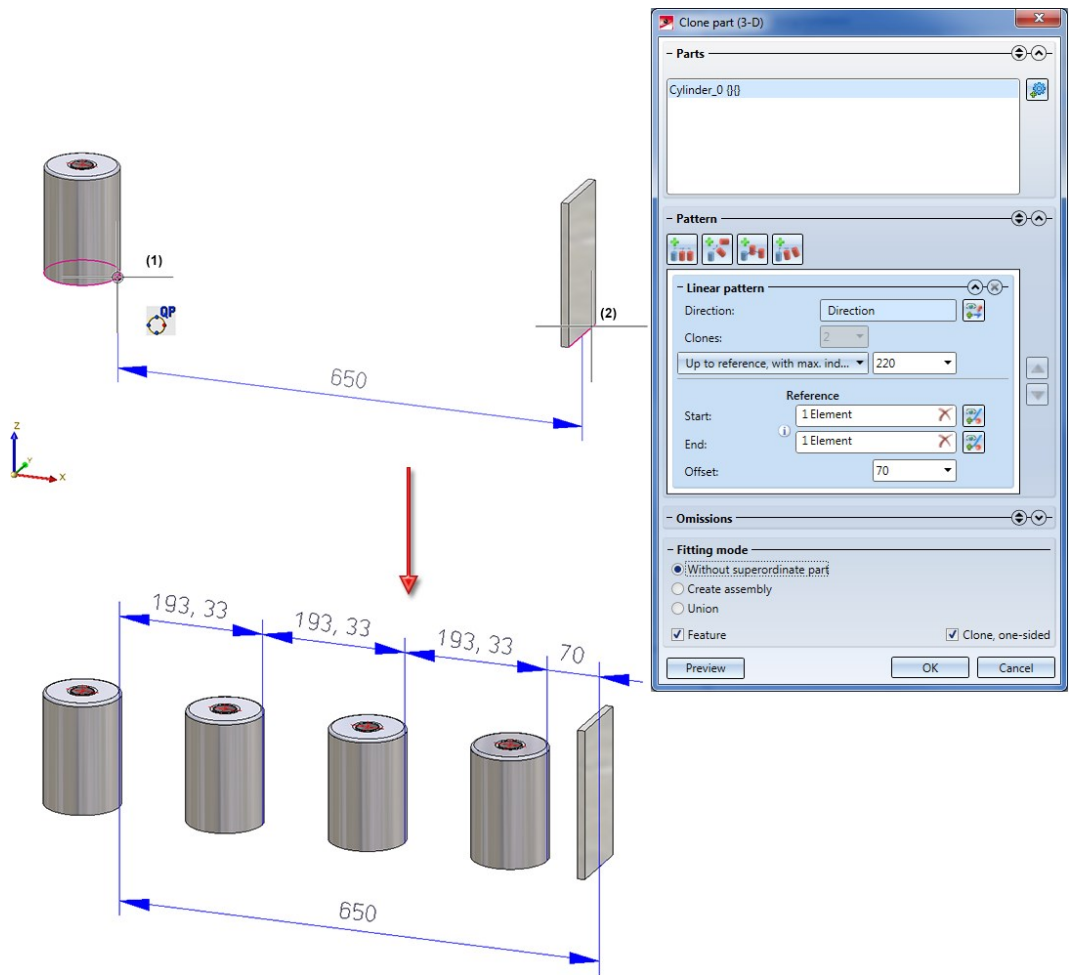 Clone part (3-D)
Parts
Cylinder_0 {}{}
Pattern
Linear pattern
Direction: Direction
Clones: 2
Up to reference, with max. ind... 220
Reference
Start: 1 Element
End: 1 Element
Offset: 70
Omissions
Fitting mode
Without superordinate part
Create assembly
Union
Feature Clone, one-sided
Preview OK Cancel
(1)
QP
(2)
650
Z
Y
X
193, 33
193, 33
193, 33
70
650